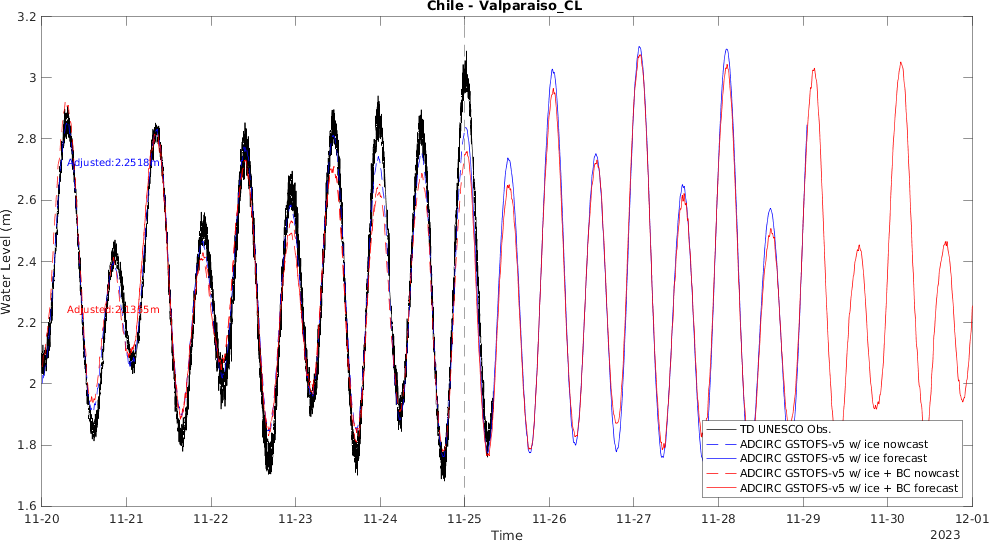 Chile - Valparaiso_CL
Water Level (m)
3.2
3
2.8
2.6
2.4
2.2
2
1.8
1.6
Adjusted:2.2518m
Adjusted:2.1385m
TD UNESCO Obs.
ADCIRC GSTOFS-v5 w/ ice nowcast
ADCIRC GSTOFS-v5 w/ ice forecast
ADCIRC GSTOFS-v5 w/ ice + BC nowcast
ADCIRC GSTOFS-v5 w/ ice + BC forecast
11-20 11-21 11-22 11-23 11-24 11-25 11-26 11-27 11-28 11-29 11-30 12-01
Time
2023